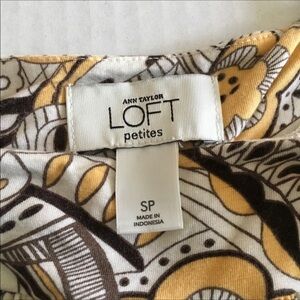 ANN TAYLOR
LOFT
petites
SP
MADE IN
INDONESIA